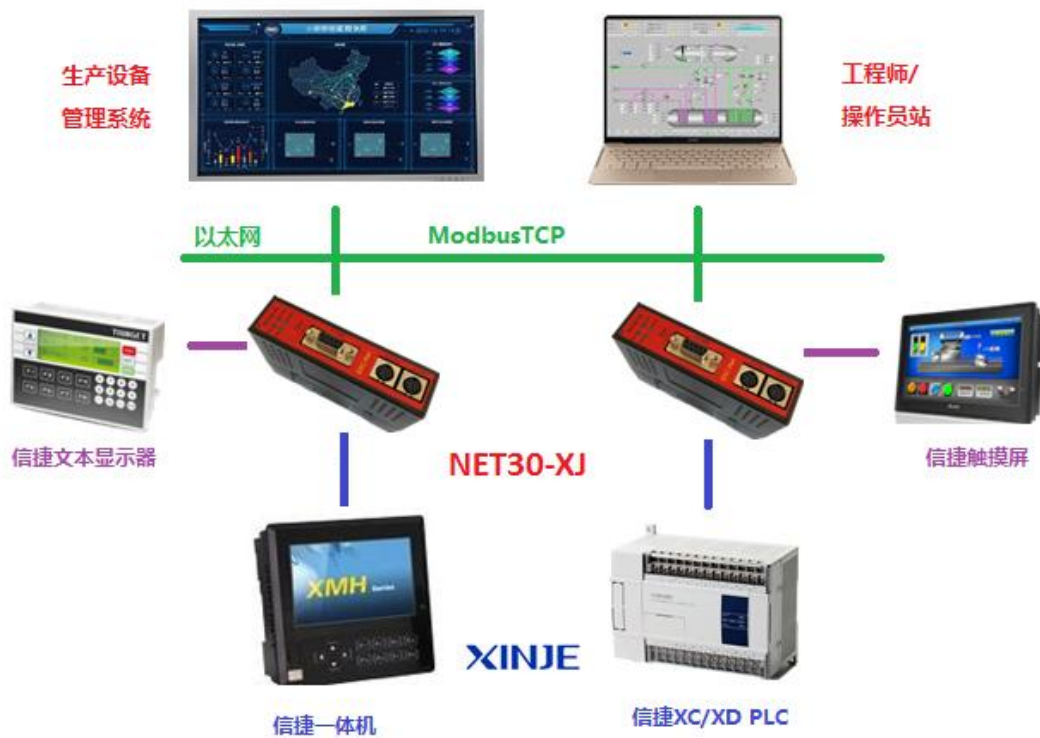 生产设备
管理系统
工程师/
操作员站
以太网
ModbusTCP
信捷文本显示器
NET30-XJ
信捷触摸屏
XMH Series
XINJE
信捷一体机
信捷XC/XD PLC